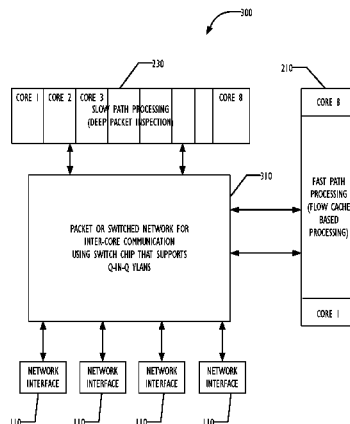 300
230
210
CORE 1 CORE 2 CORE 3 CORE 8
SLOW PATH PROCESSING
(DEEP PACKET INSPECTION)
CORE 8
310
PACKET OR SWITCHED NETWORK FOR
INTER-CORE COMMUNICATION
USING SWITCH CHIP THAT SUPPORTS
Q-IN-Q VLANS
FAST PATH
PROCESSING
(FLOW CACHE
BASED
PROCESSING)
CORE 1
NETWORK INTERFACE
NETWORK INTERFACE
NETWORK INTERFACE
NETWORK INTERFACE
110
110
110
110